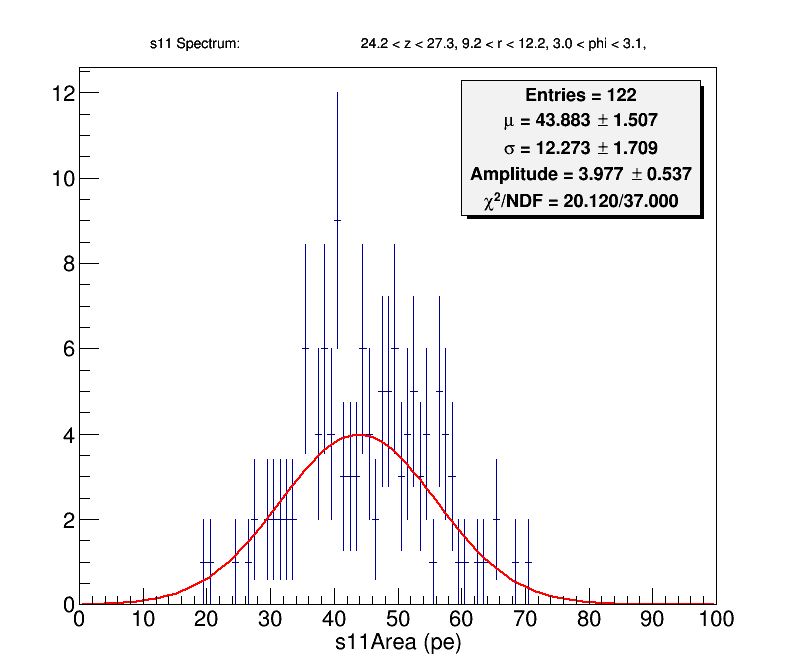 s11 Spectrum: 24.2 < z < 27.3, 9.2 < r < 12.2, 3.0 < phi < 3.1,
Entries = 122
μ = 43.883 ± 1.507
σ = 12.273 ± 1.709
Amplitude = 3.977 ± 0.537
χ²/NDF = 20.120/37.000
12
10
8
6
4
2
0
0 10 20 30 40 50 60 70 80 90 100
s11Area (pe)